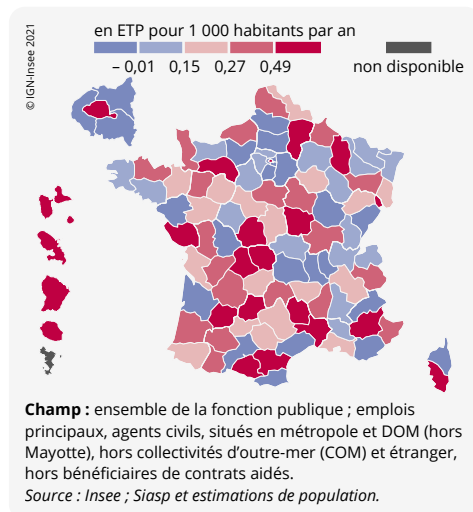 © IGN-Insee 2021
en ETP pour 1 000 habitants par an
– 0,01 0,15 0,27 0,49 non disponible
Champ : ensemble de la fonction publique ; emplois
principaux, agents civils, situés en métropole et DOM (hors
Mayotte), hors collectivités d’outre-mer (COM) et étranger,
hors bénéficiaires de contrats aidés.
Source : Insee ; Siasp et estimations de population.